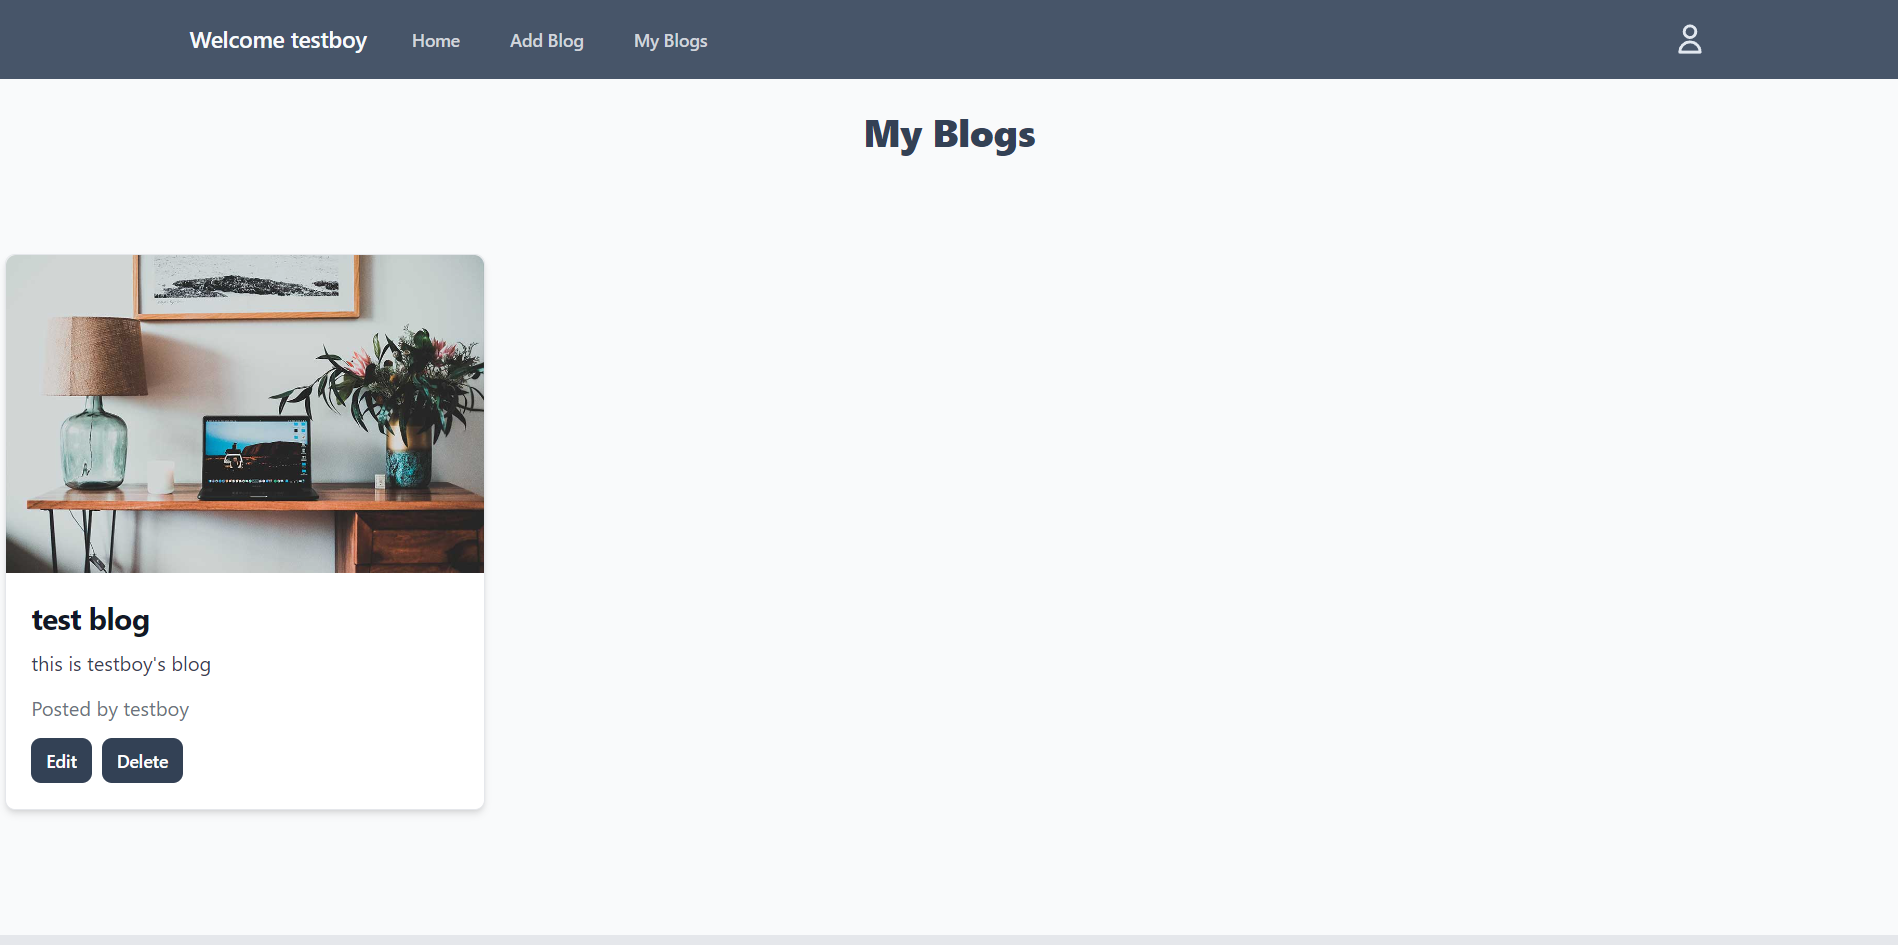 Welcome testboy Home Add Blog My Blogs
My Blogs
test blog
this is testboy's blog
Posted by testboy
Edit Delete